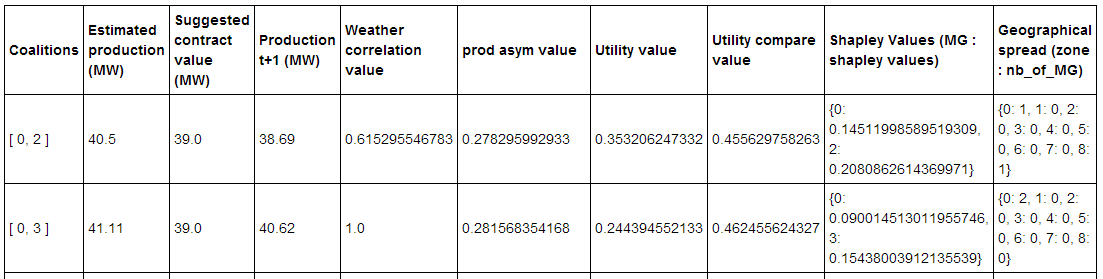 Coalitions Estimated production (MW) Suggested contract value (MW) Production t+1 (MW) Weather correlation value prod asym value Utility value Utility compare value Shapley Values (MG : shapley values) Geographical spread (zone : nb_of_MG)
[ 0, 2 ] 40.5 39.0 38.69 0.615295546783 0.278295992933 0.353206247332 0.455629758263 {0: 0.14511998589519309, 2: 0.2080862614369971} {0: 1, 1: 0, 2: 0, 3: 0, 4: 0, 5: 0, 6: 0, 7: 0, 8: 1}
[ 0, 3 ] 41.11 39.0 40.62 1.0 0.281568354168 0.244394552133 0.462455624327 {0: 0.090014513011955746, 3: 0.15438003912135539} {0: 2, 1: 0, 2: 0, 3: 0, 4: 0, 5: 0, 6: 0, 7: 0, 8: 0}